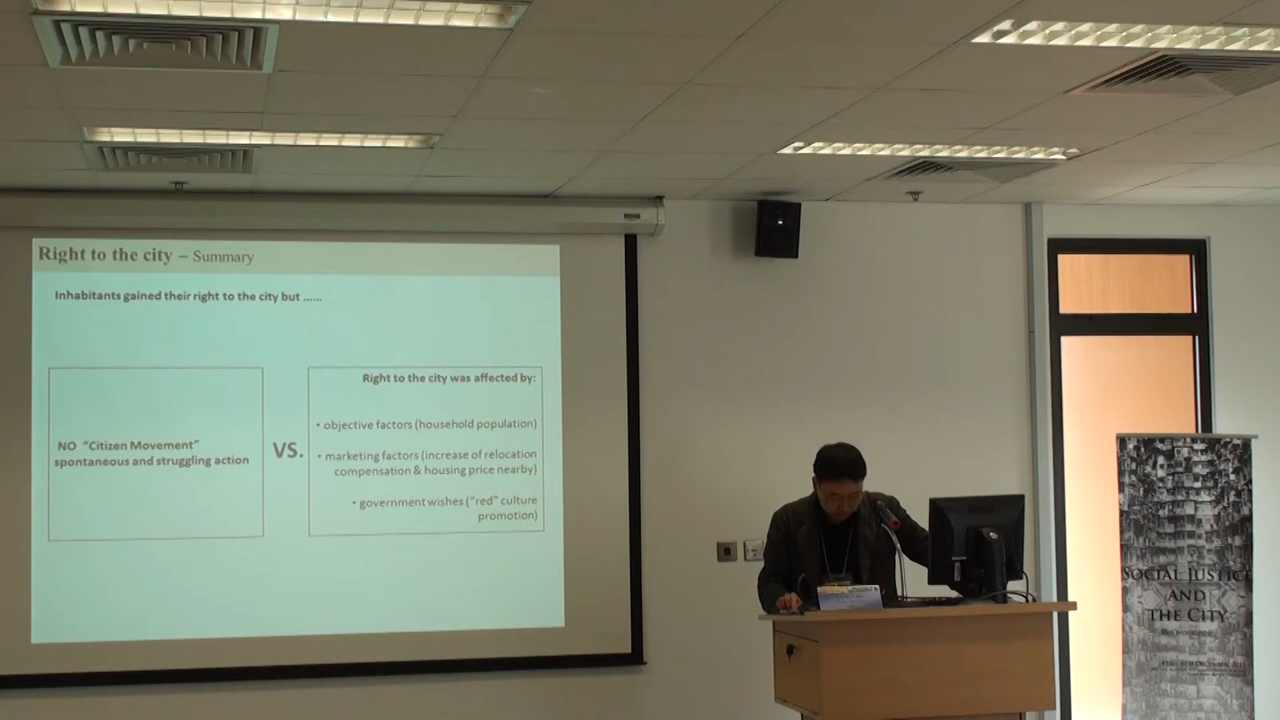 Right to the city – Summary
Inhabitants gained their right to the city but ......
NO “Citizen Movement”
spontaneous and struggling action
VS.
Right to the city was affected by:
• objective factors (household population)
• marketing factors (increase of relocation
compensation & housing price nearby)
• government wishes (“red” culture
promotion)
SOCIAL JUSTICE
AND
THE CITY